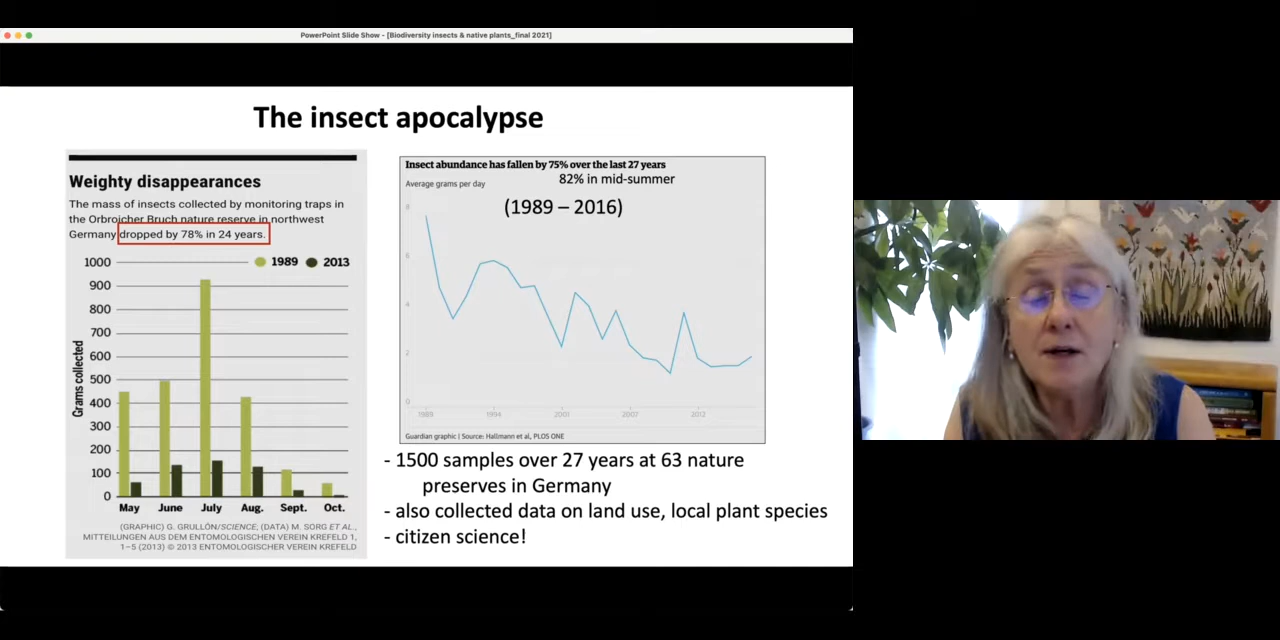 PowerPoint Slide Show - [Biodiversity insects & native plants_final 2021]
The insect apocalypse
Weighty disappearances
The mass of insects collected by monitoring traps in
the Orbroicher Bruch nature reserve in northwest
Germany dropped by 78% in 24 years.
1000
1989
2013
900
800
700
600
500
400
300
200
100
0
Grams collected
May June July Aug. Sept. Oct.
(GRAPHIC) G. GRULLÓN/SCIENCE; (DATA) M. SORG ET AL.,
MITTEILUNGEN AUS DEM ENTOMOLOGISCHER VEREIN KREFELD 1,
1–5 (2013) © 2013 ENTOMOLOGISCHER VEREIN KREFELD
Insect abundance has fallen by 75% over the last 27 years
82% in mid-summer
Average grams per day
(1989 – 2016)
8
6
4
2
0
1989 1994 2001 2007 2012
Guardian graphic | Source: Hallmann et al, PLOS ONE
- 1500 samples over 27 years at 63 nature
preserves in Germany
- also collected data on land use, local plant species
- citizen science!